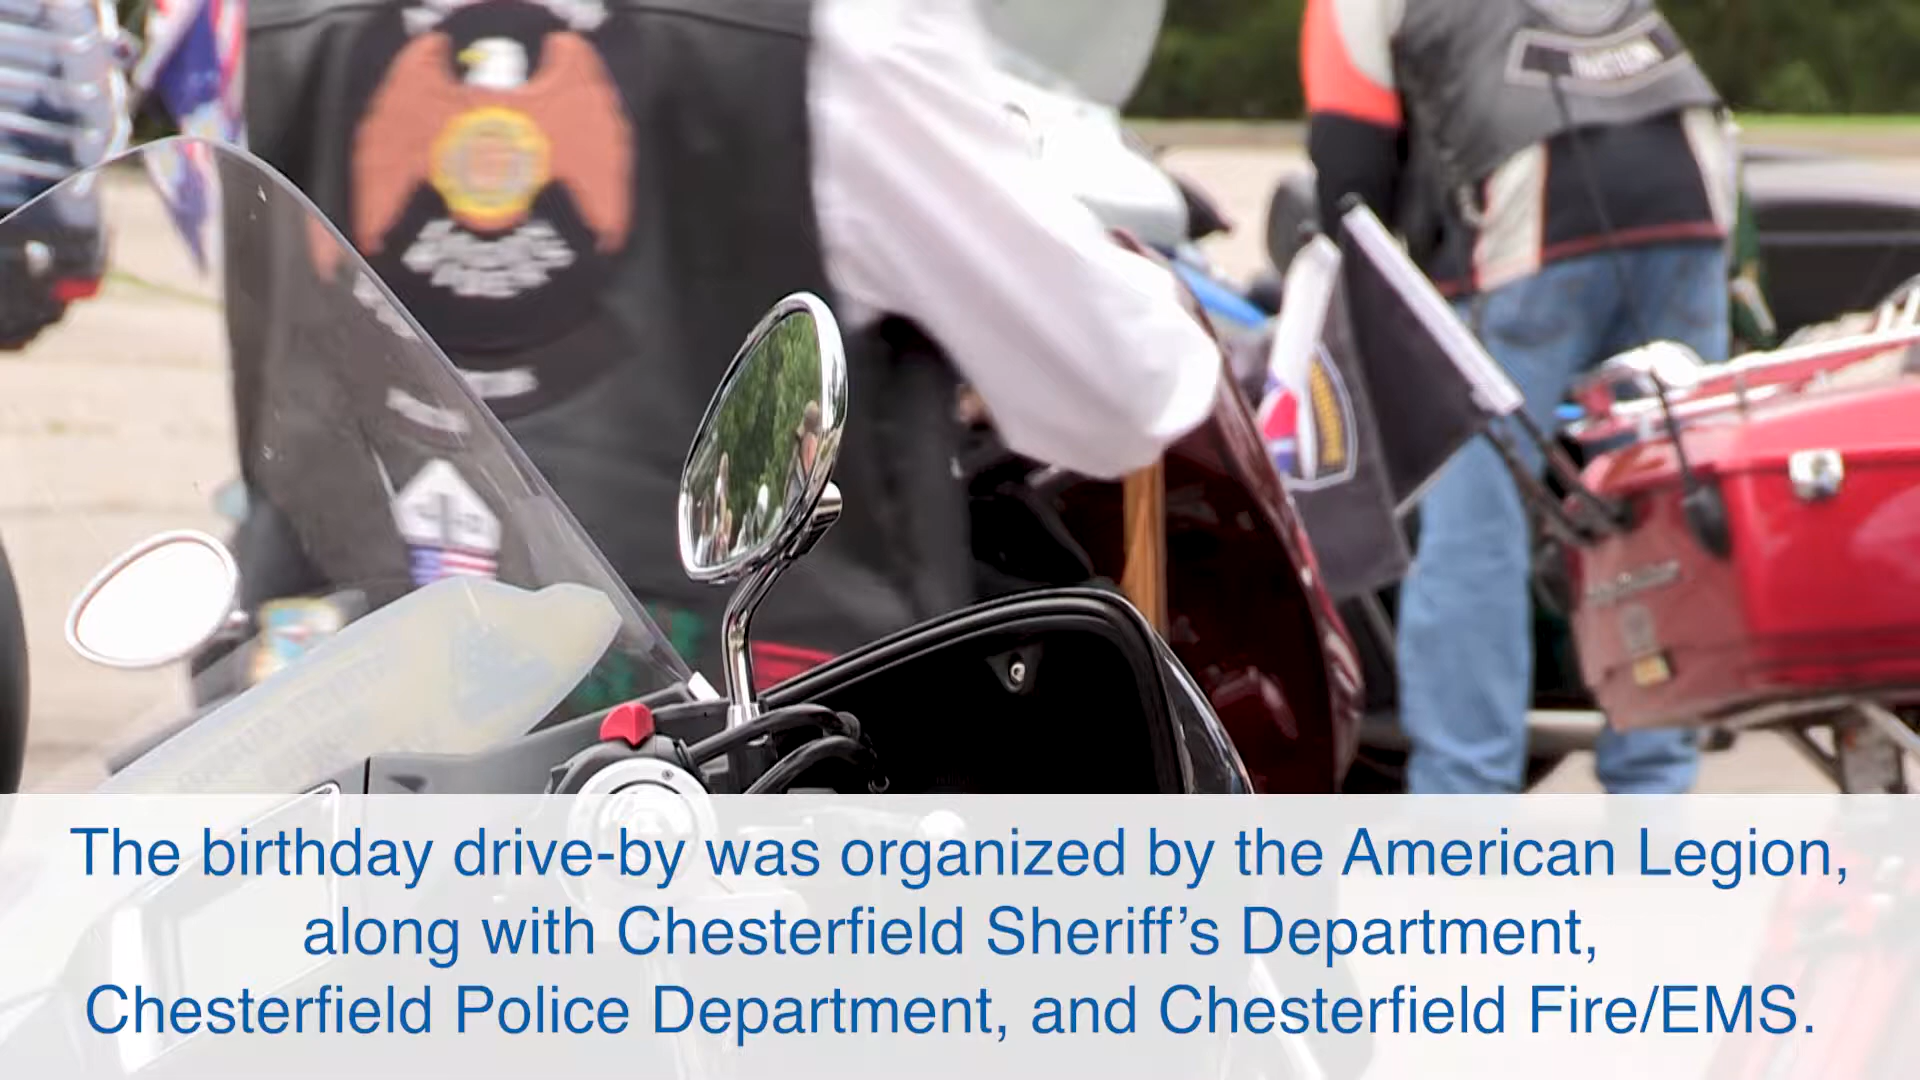 The birthday drive-by was organized by the American Legion,
along with Chesterfield Sheriff’s Department,
Chesterfield Police Department, and Chesterfield Fire/EMS.